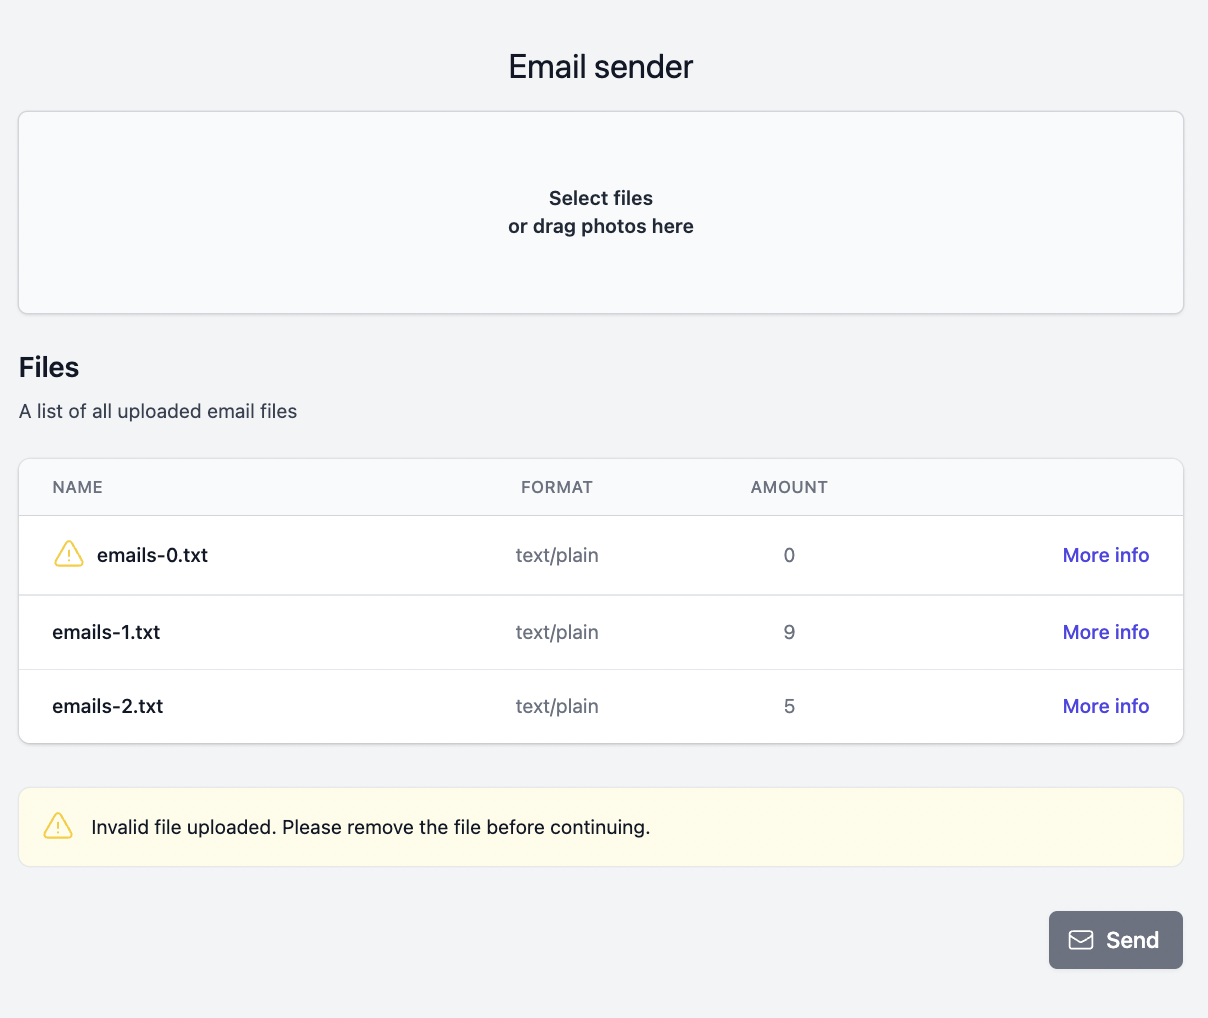 Email sender
Select files
or drag photos here
Files
A list of all uploaded email files
NAME FORMAT AMOUNT
emails-0.txt text/plain 0 More info
emails-1.txt text/plain 9 More info
emails-2.txt text/plain 5 More info
Invalid file uploaded. Please remove the file before continuing.
Send